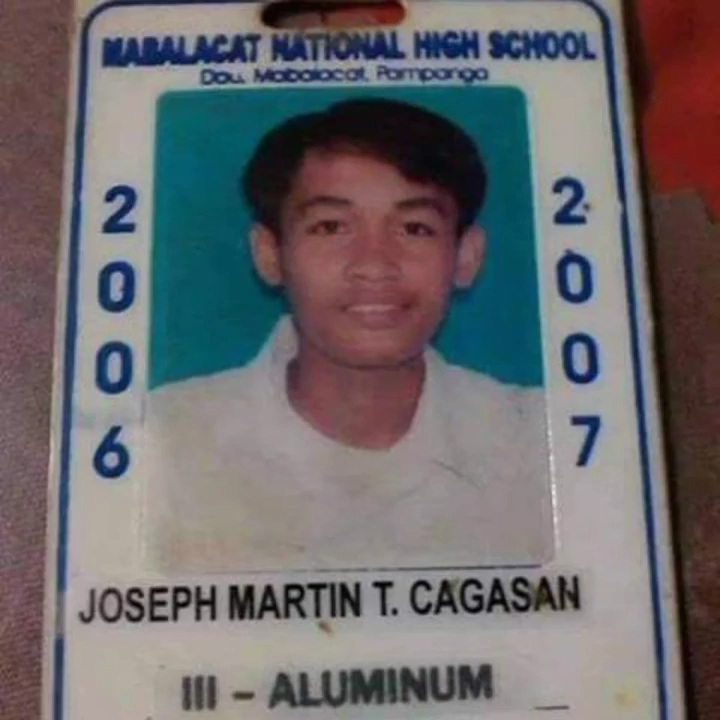 MABALACAT NATIONAL HIGH SCHOOL
Dau, Mabalacat, Pampanga
2006
2007
JOSEPH MARTIN T. CAGASAN
III - ALUMINUM